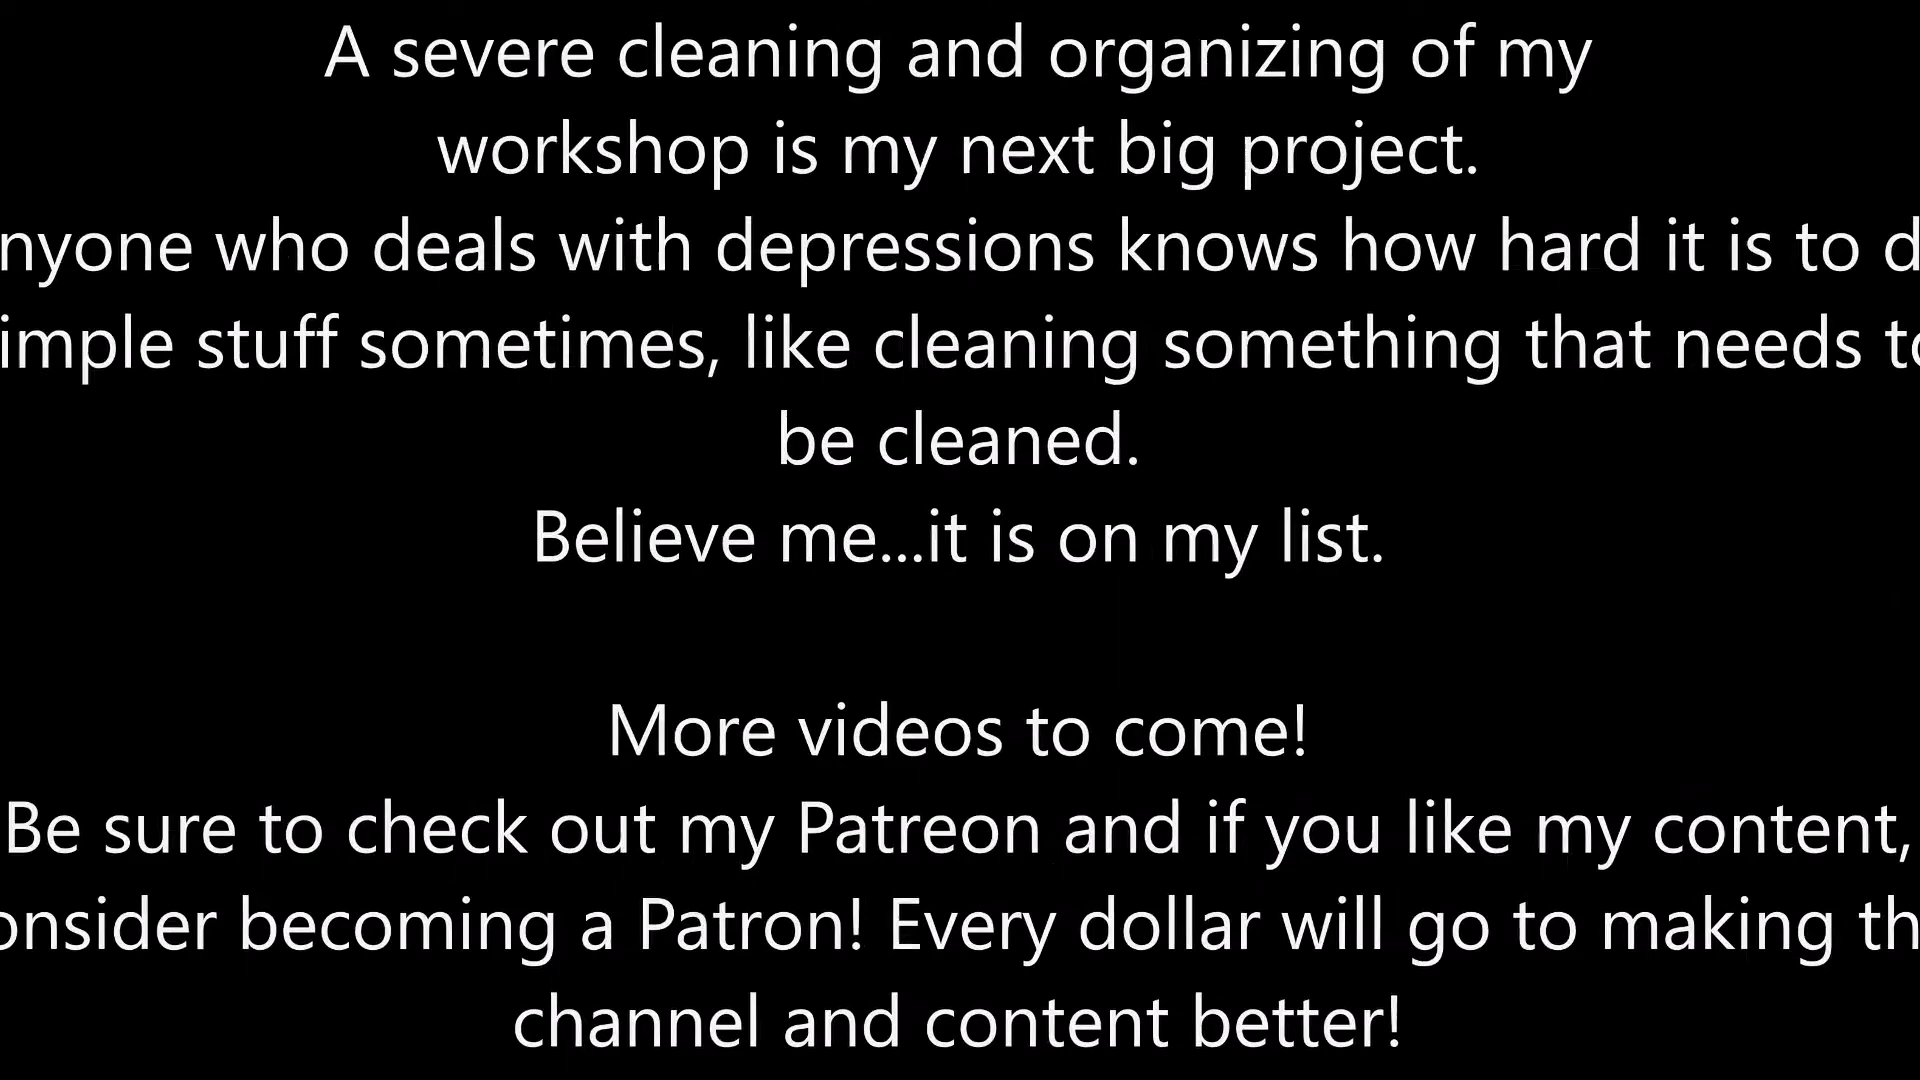 A severe cleaning and organizing of my
workshop is my next big project.
nyone who deals with depressions knows how hard it is to d
imple stuff sometimes, like cleaning something that needs to
be cleaned.
Believe me...it is on my list.
More videos to come!
Be sure to check out my Patreon and if you like my content,
onsider becoming a Patron! Every dollar will go to making th
channel and content better!